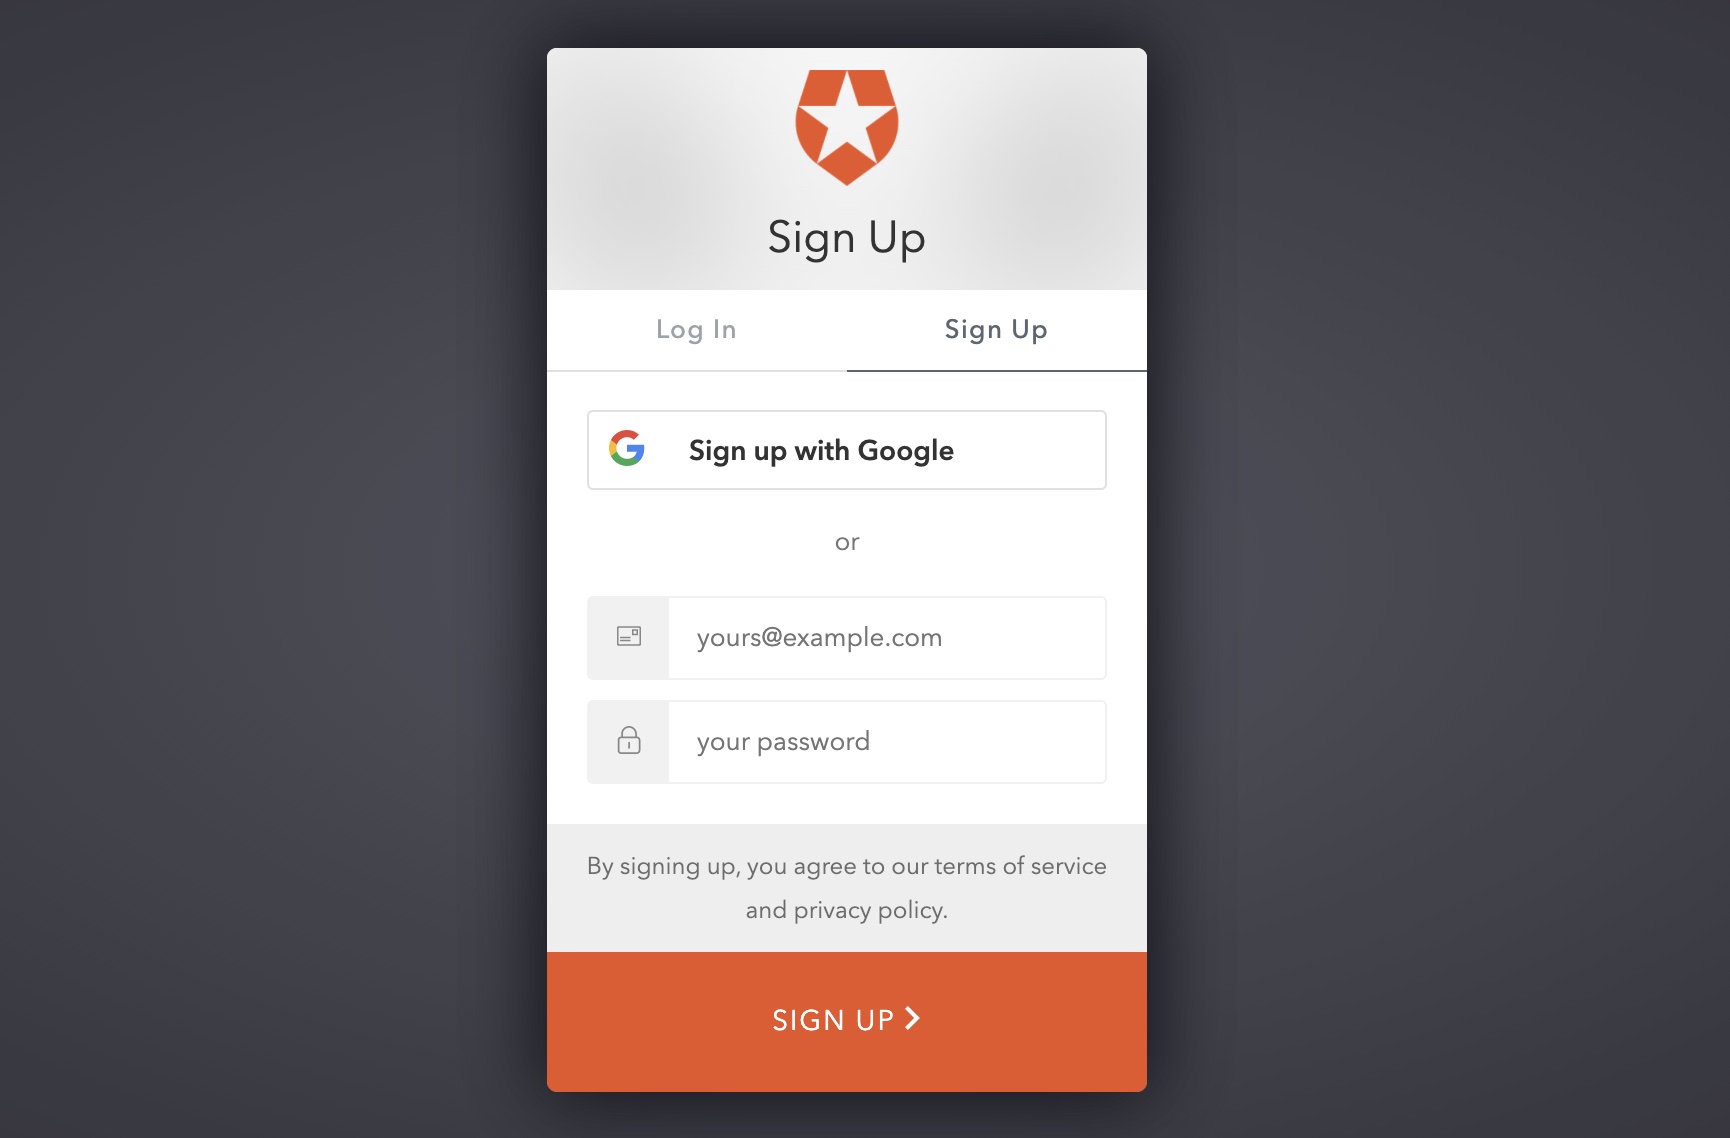 Sign Up
Log In
Sign Up
Sign up with Google
or
yours@example.com
your password
By signing up, you agree to our terms of service
and privacy policy.
SIGN UP